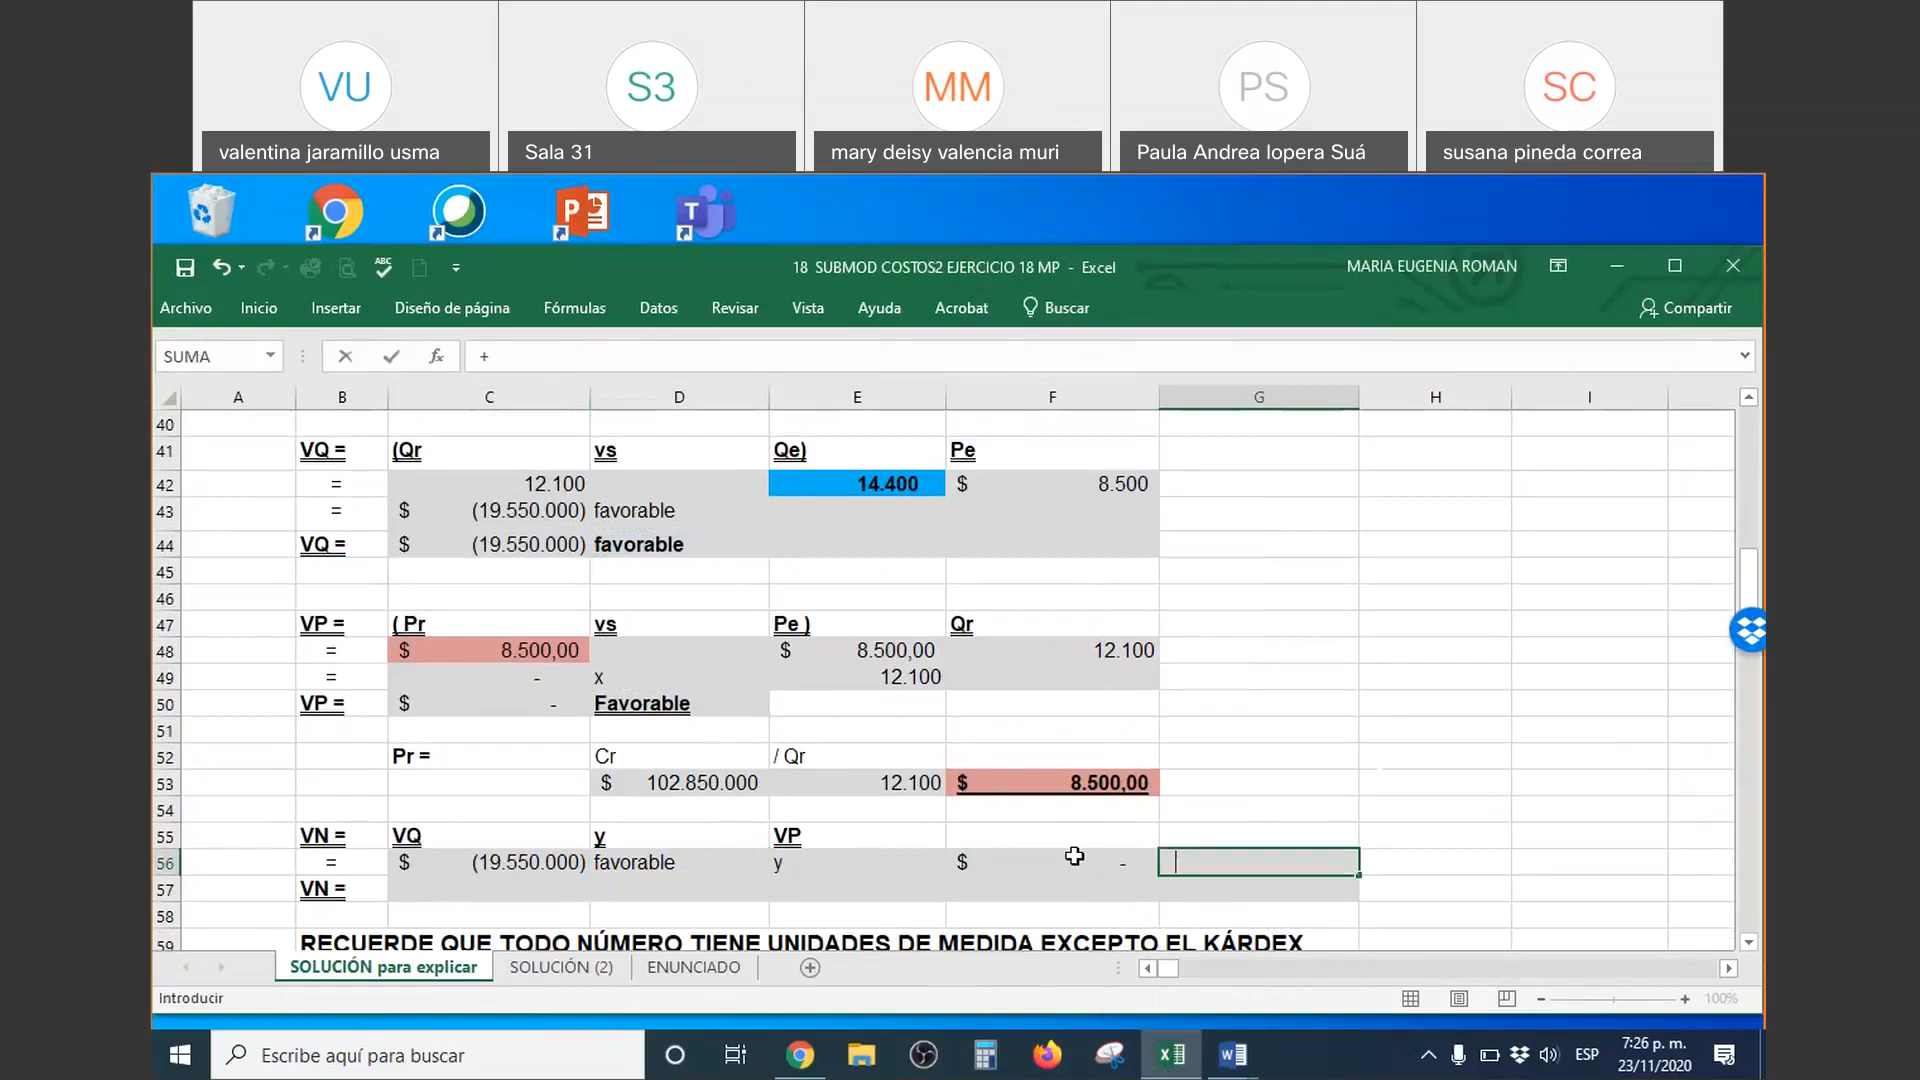 VU S3 MM PS SC
valentina jaramillo usma Sala 31 mary deisy valencia muri Paula Andrea lopera Suá susana pineda correa
18 SUBMOD COSTOS2 EJERCICIO 18 MP - Excel MARIA EUGENIA ROMAN
Archivo Inicio Insertar Diseño de página Fórmulas Datos Revisar Vista Ayuda Acrobat Buscar Compartir
SUMA fx +
A B C D E F G H I
40
41 VQ = (Qr vs Qe) Pe
42 = 12.100 14.400 $ 8.500
43 = $ (19.550.000) favorable
44 VQ = $ (19.550.000) favorable
45
46
47 VP = ( Pr vs Pe ) Qr
48 = $ 8.500,00 $ 8.500,00 12.100
49 = - x 12.100
50 VP = $ - Favorable
51
52 Pr = Cr / Qr
53 $ 102.850.000 12.100 $ 8.500,00
54
55 VN = VQ y VP
56 = $ (19.550.000) favorable y $ -
57 VN =
58
59 RECUERDE QUE TODO NÚMERO TIENE UNIDADES DE MEDIDA EXCEPTO EL KÁRDEX
SOLUCIÓN para explicar SOLUCIÓN (2) ENUNCIADO
Introducir 100%
Escribe aquí para buscar ESP 7:26 p. m.
23/11/2020